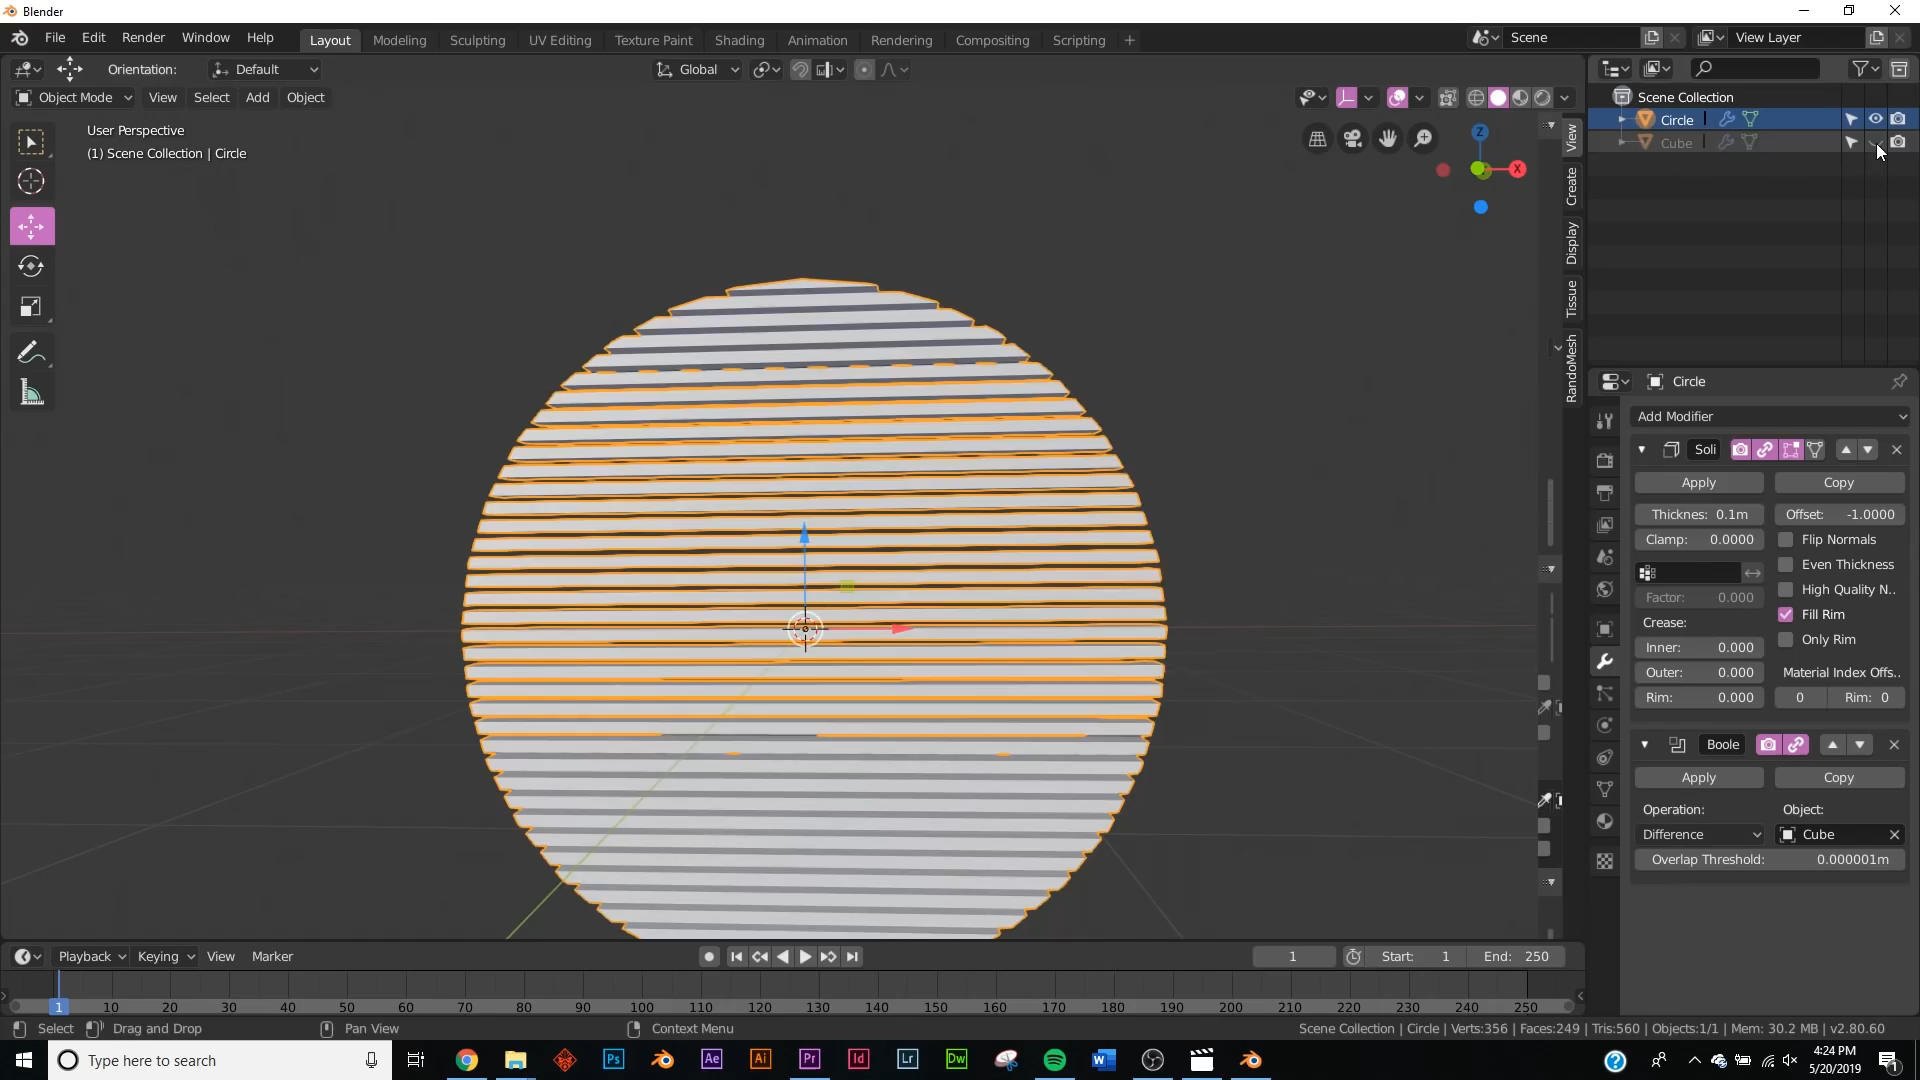 Blender
File Edit Render Window Help
Layout Modeling Sculpting UV Editing Texture Paint Shading Animation Rendering Compositing Scripting +
Scene
View Layer
Orientation: Default
Global
Object Mode View Select Add Object
User Perspective
(1) Scene Collection | Circle
Z
X
View
Create
Display
Tissue
RandoMesh
Scene Collection
Circle
Cube
Circle
Add Modifier
Soli
Apply Copy
Thicknes: 0.1m Offset: -1.0000
Clamp: 0.0000 Flip Normals
Even Thickness
High Quality N..
Factor: 0.000
Fill Rim
Crease:
Only Rim
Inner: 0.000
Outer: 0.000 Material Index Offs..
Rim: 0.000 0 Rim: 0
Boole
Apply Copy
Operation: Object:
Difference Cube
Overlap Threshold: 0.000001m
Playback Keying View Marker
1 Start: 1 End: 250
1 10 20 30 40 50 60 70 80 90 100 110 120 130 140 150 160 170 180 190 200 210 220 230 240 250
Select Drag and Drop Pan View Context Menu
Scene Collection | Circle | Verts:356 | Faces:249 | Tris:560 | Objects:1/1 | Mem: 30.2 MB | v2.80.60
Type here to search
Ps Ae Ai Pr Id Lr Dw W
4:24 PM
5/20/2019
1